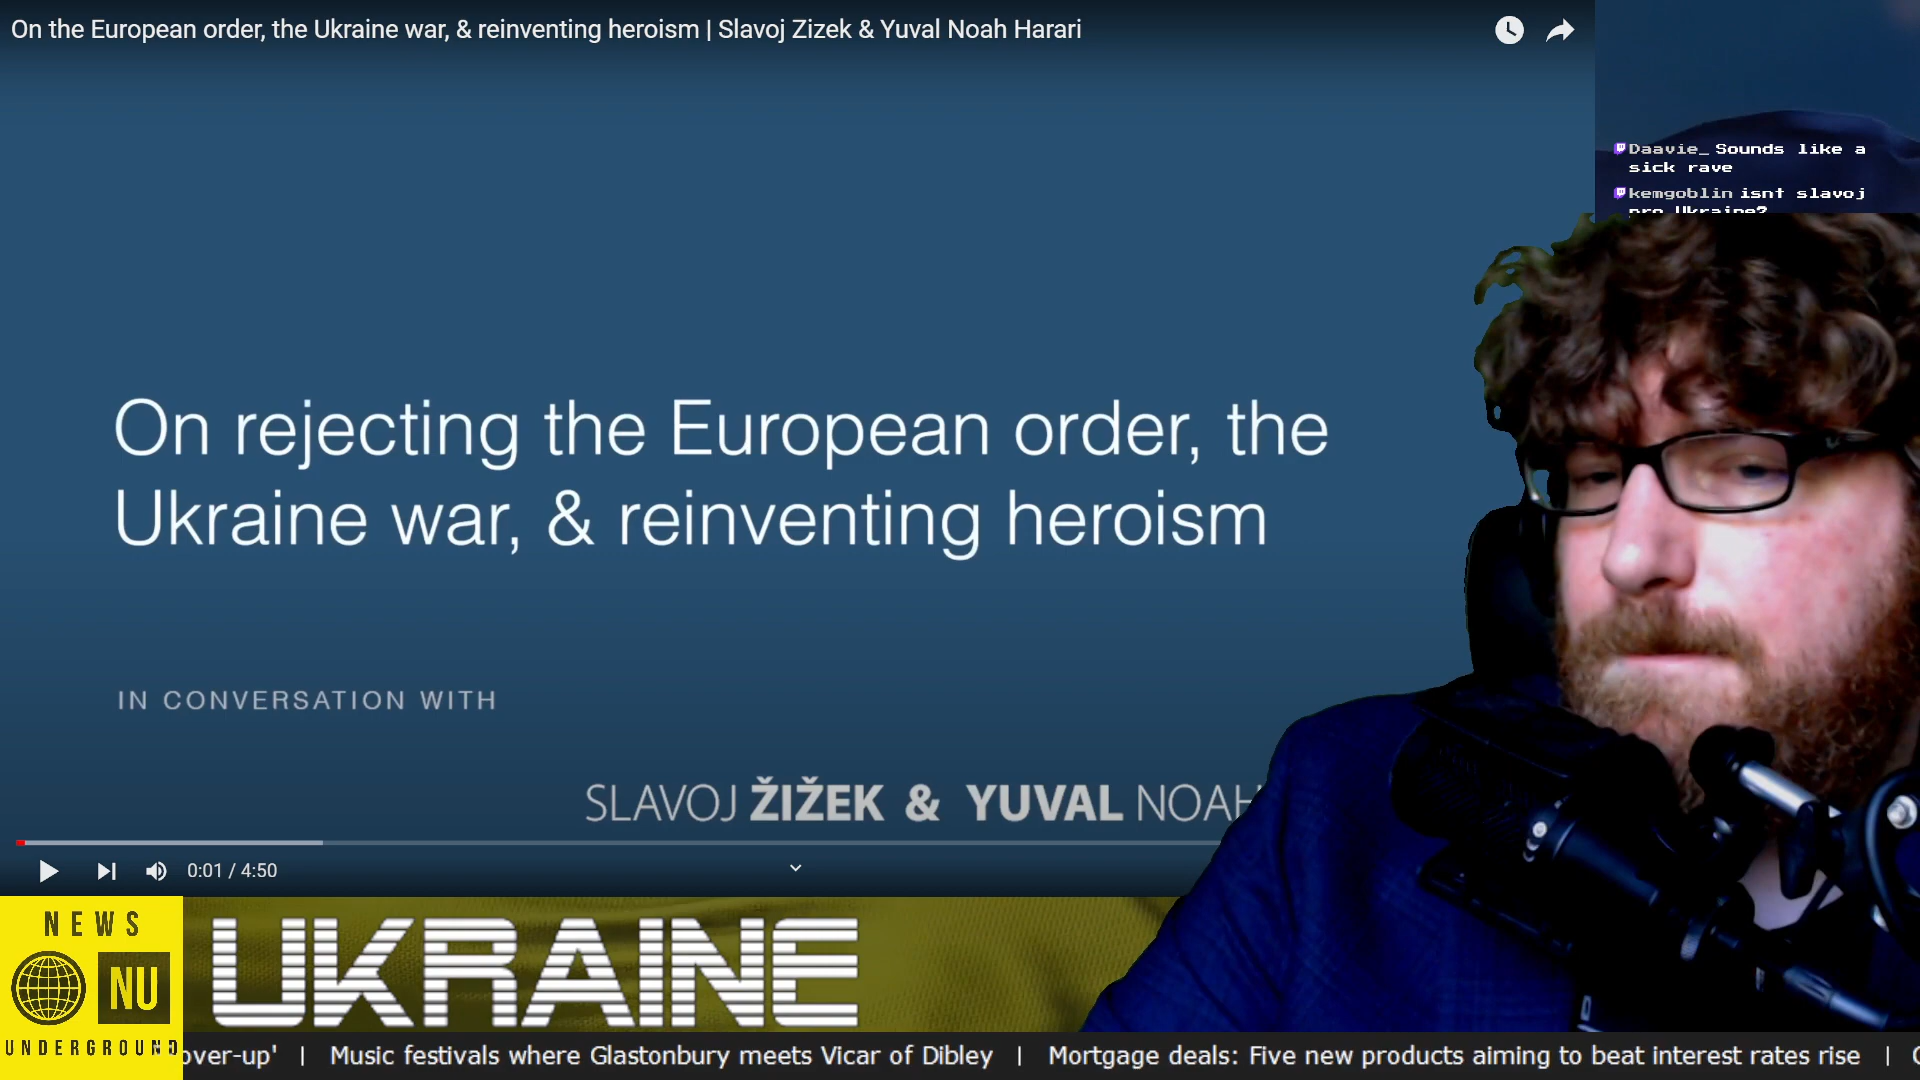 On the European order, the Ukraine war, & reinventing heroism | Slavoj Zizek & Yuval Noah Harari
Daavie_ Sounds like a
sick rave
kemgoblin isnt slavoj
pro Ukraine?
On rejecting the European order, the
Ukraine war, & reinventing heroism
IN CONVERSATION WITH
SLAVOJ ŽIŽEK & YUVAL NOAH
0:01 / 4:50
NEWS
NU
UNDERGROUND
UKRAINE
over-up' | Music festivals where Glastonbury meets Vicar of Dibley | Mortgage deals: Five new products aiming to beat interest rates rise |